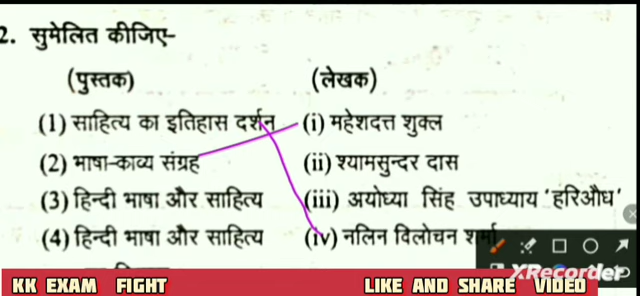 2. सुमेलित कीजिए-
(पुस्तक) (लेखक)
(1) साहित्य का इतिहास दर्शन (i) महेशदत्त शुक्ल
(2) भाषा-काव्य संग्रह (ii) श्यामसुन्दर दास
(3) हिन्दी भाषा और साहित्य (iii) अयोध्या सिंह उपाध्याय 'हरिऔध'
(4) हिन्दी भाषा और साहित्य (iv) नलिन विलोचन शर्मा
XRecorder
KK EXAM FIGHT LIKE AND SHARE VIDEO